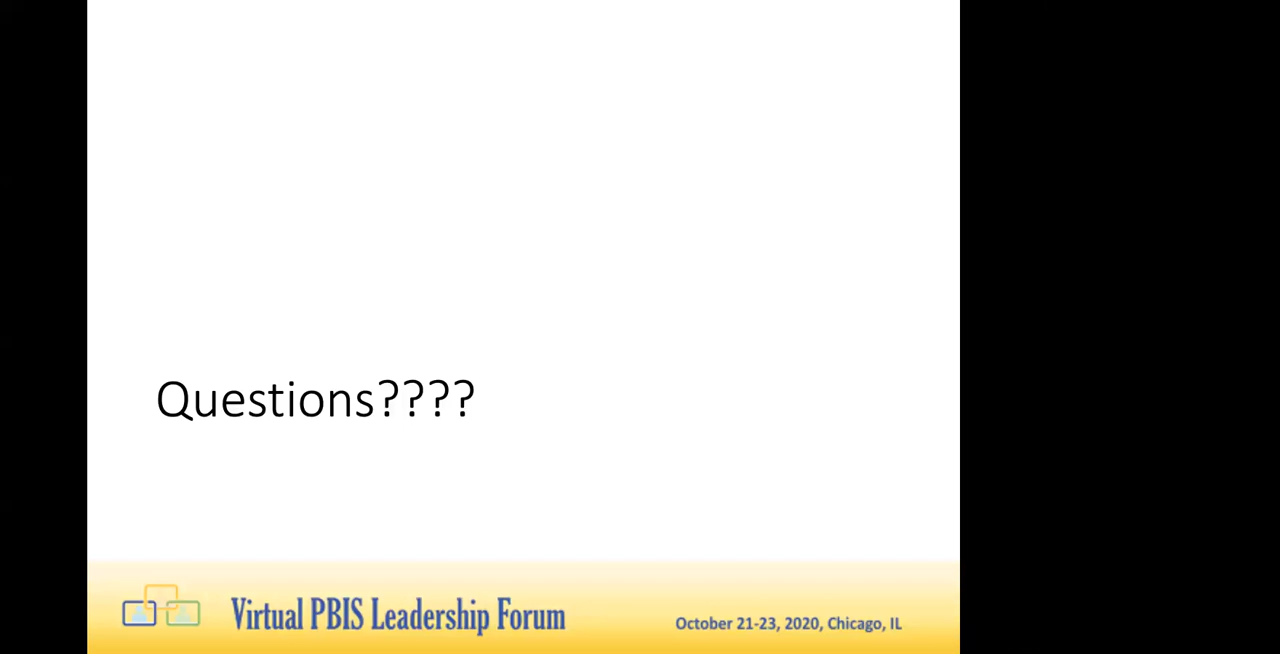 Questions????
Virtual PBIS Leadership Forum
October 21-23, 2020, Chicago, IL